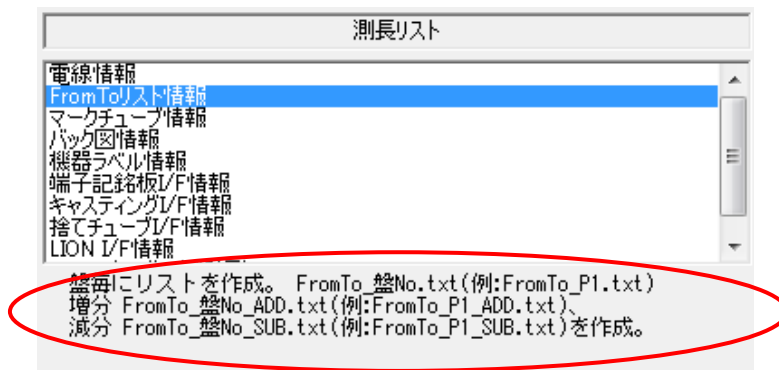 測長リスト
電線情報
FromToリスト情報
マークチューブ情報
バック図情報
機器ラベル情報
端子記銘板I/F情報
キャスティングI/F情報
捨てチューブI/F情報
LION I/F情報
盤毎にリストを作成。 FromTo_盤No.txt(例:FromTo_P1.txt)
増分 FromTo_盤No_ADD.txt(例:FromTo_P1_ADD.txt)、
減分 FromTo_盤No_SUB.txt(例:FromTo_P1_SUB.txt)を作成。